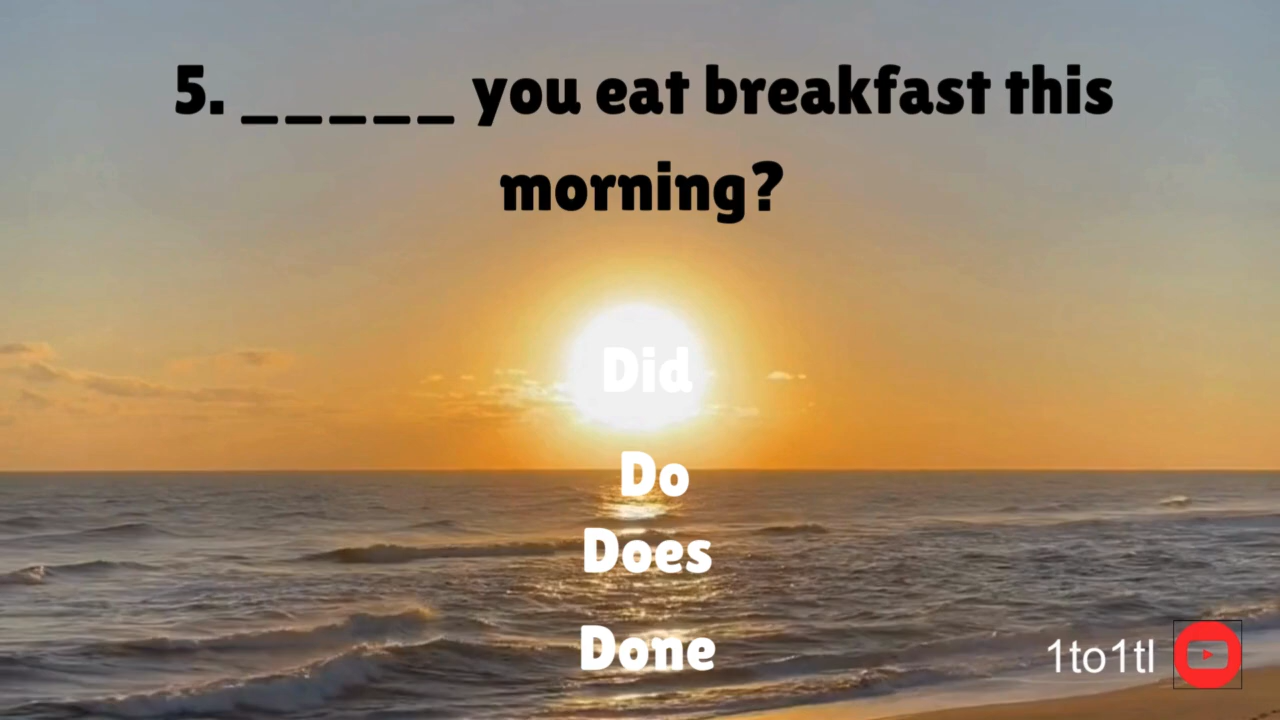 5. _____ you eat breakfast this
morning?
Did
Do
Does
Done
1to1tl